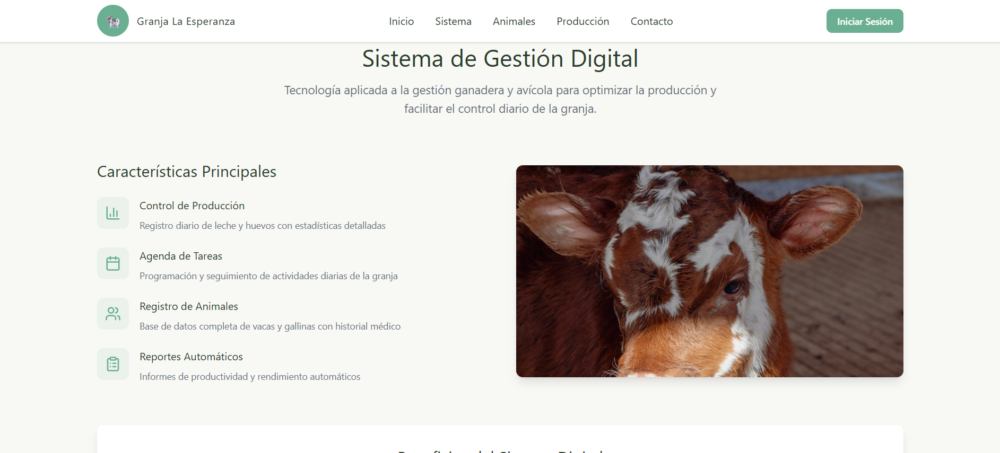 Granja La Esperanza
Inicio
Sistema
Animales
Producción
Contacto
Iniciar Sesión
Sistema de Gestión Digital
Tecnología aplicada a la gestión ganadera y avícola para optimizar la producción y
facilitar el control diario de la granja.
Características Principales
Control de Producción
Registro diario de leche y huevos con estadísticas detalladas
Agenda de Tareas
Programación y seguimiento de actividades diarias de la granja
Registro de Animales
Base de datos completa de vacas y gallinas con historial médico
Reportes Automáticos
Informes de productividad y rendimiento automáticos